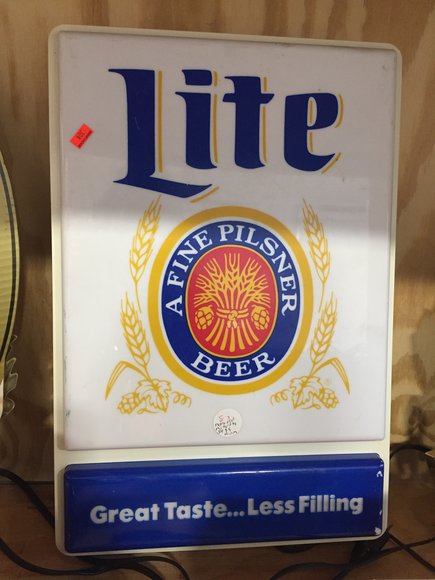 Lite
A FINE PILSNER
BEER
Great Taste...Less Filling